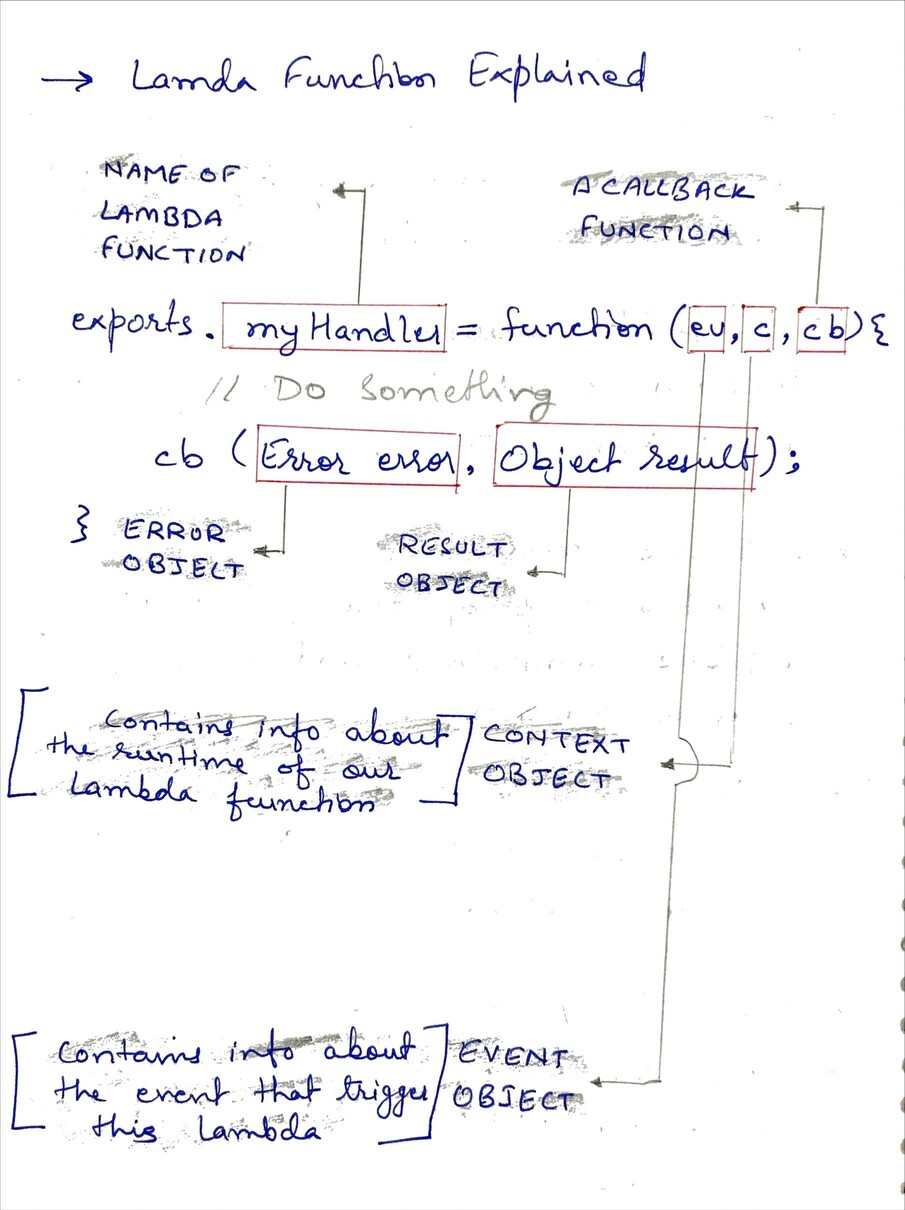 → Lamda Function Explained
NAME OF
LAMBDA
FUNCTION
A CALLBACK
FUNCTION
exports. myHandler = function (ev, c, cb){
// Do Something
cb (Error error, Object result);
}
ERROR
OBJECT
RESULT
OBJECT
Contains info about
the runtime of our
Lambda function
CONTEXT
OBJECT
Contains info about
the event that trigger
this Lambda
EVENT
OBJECT